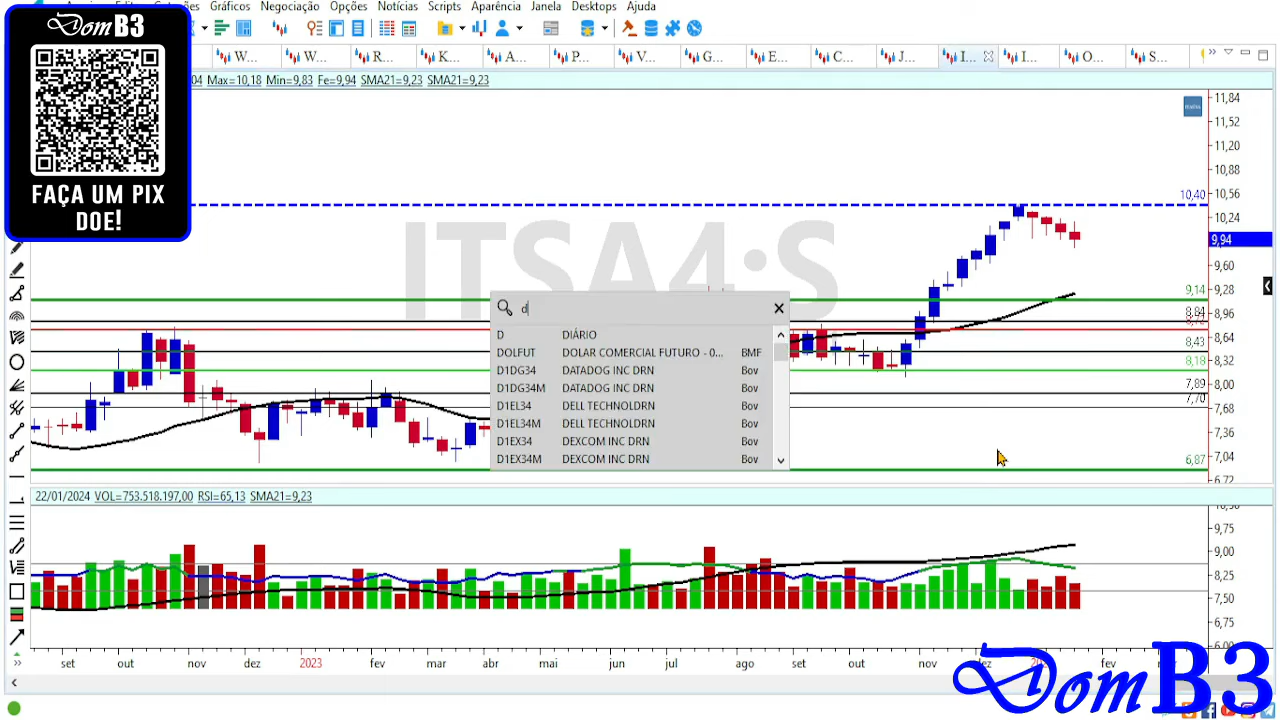 Gráficos Negociação Opções Notícias Scripts Aparência Janela Desktops Ajuda
DomB3
FAÇA UM PIX
DOE!
W... W... R... K... A... P... V... G... E... C... J... I... I... O... S...
04 Max=10,18 Min=9,83 Fe=9,94 SMA21=9,23 SMA21=9,23
ITSA4:S
11,84
11,52
11,20
10,88
10,56
10,40
10,24
9,94
9,60
9,28
9,14
8,96
8,64
8,43
8,32
8,18
8,00
7,89
7,70
7,68
7,36
7,04
6,87
6,72
d
D DIÁRIO
DOLFUT DOLAR COMERCIAL FUTURO - 0... BMF
D1DG34 DATADOG INC DRN Bov
D1DG34M DATADOG INC DRN Bov
D1EL34 DELL TECHNOLDRN Bov
D1EL34M DELL TECHNOLDRN Bov
D1EX34 DEXCOM INC DRN Bov
D1EX34M DEXCOM INC DRN Bov
22/01/2024 VOL=753.518.197,00 RSI=65,13 SMA21=9,23
9,75
9,00
8,25
7,50
6,75
6,00
set out nov dez 2023 fev mar abr mai jun jul ago set out nov dez fev
DomB3